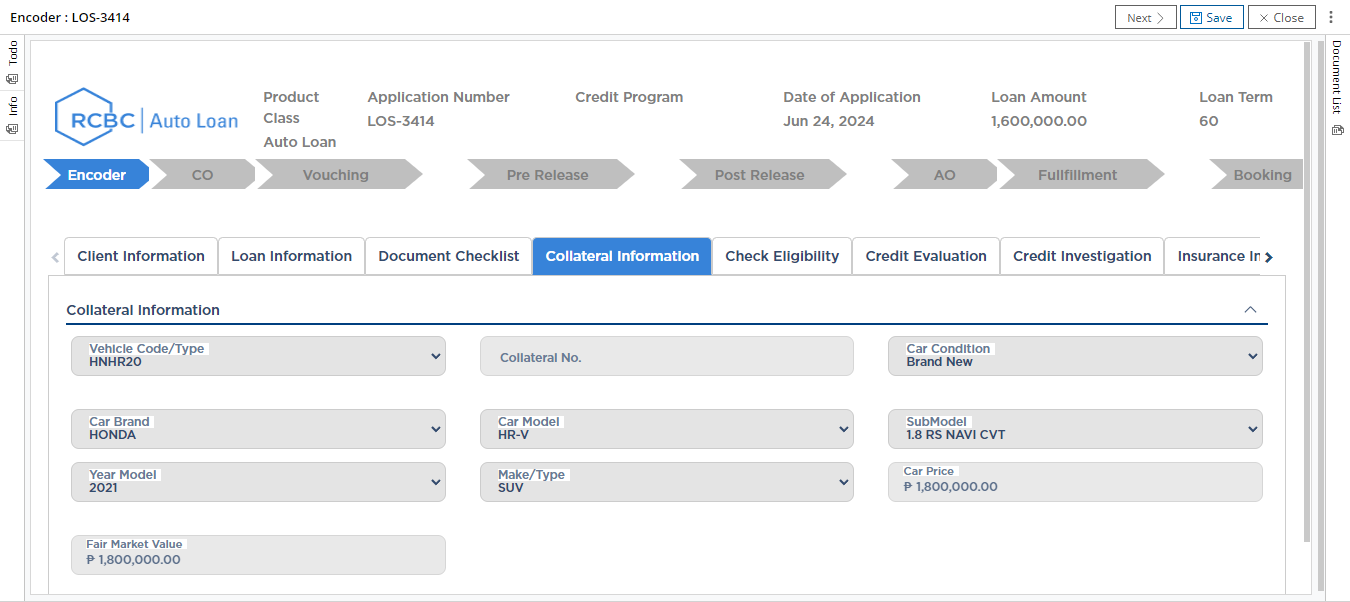 Encoder : LOS-3414
Next
Save
Close
Todo
Info
Document List
RCBC Auto Loan
Product Class
Auto Loan
Application Number
LOS-3414
Credit Program
Date of Application
Jun 24, 2024
Loan Amount
1,600,000.00
Loan Term
60
Encoder
CO
Vouching
Pre Release
Post Release
AO
Fullfillment
Booking
Client Information
Loan Information
Document Checklist
Collateral Information
Check Eligibility
Credit Evaluation
Credit Investigation
Insurance In
Collateral Information
Vehicle Code/Type
HNHR20
Collateral No.
Car Condition
Brand New
Car Brand
HONDA
Car Model
HR-V
SubModel
1.8 RS NAVI CVT
Year Model
2021
Make/Type
SUV
Car Price
₱ 1,800,000.00
Fair Market Value
₱ 1,800,000.00